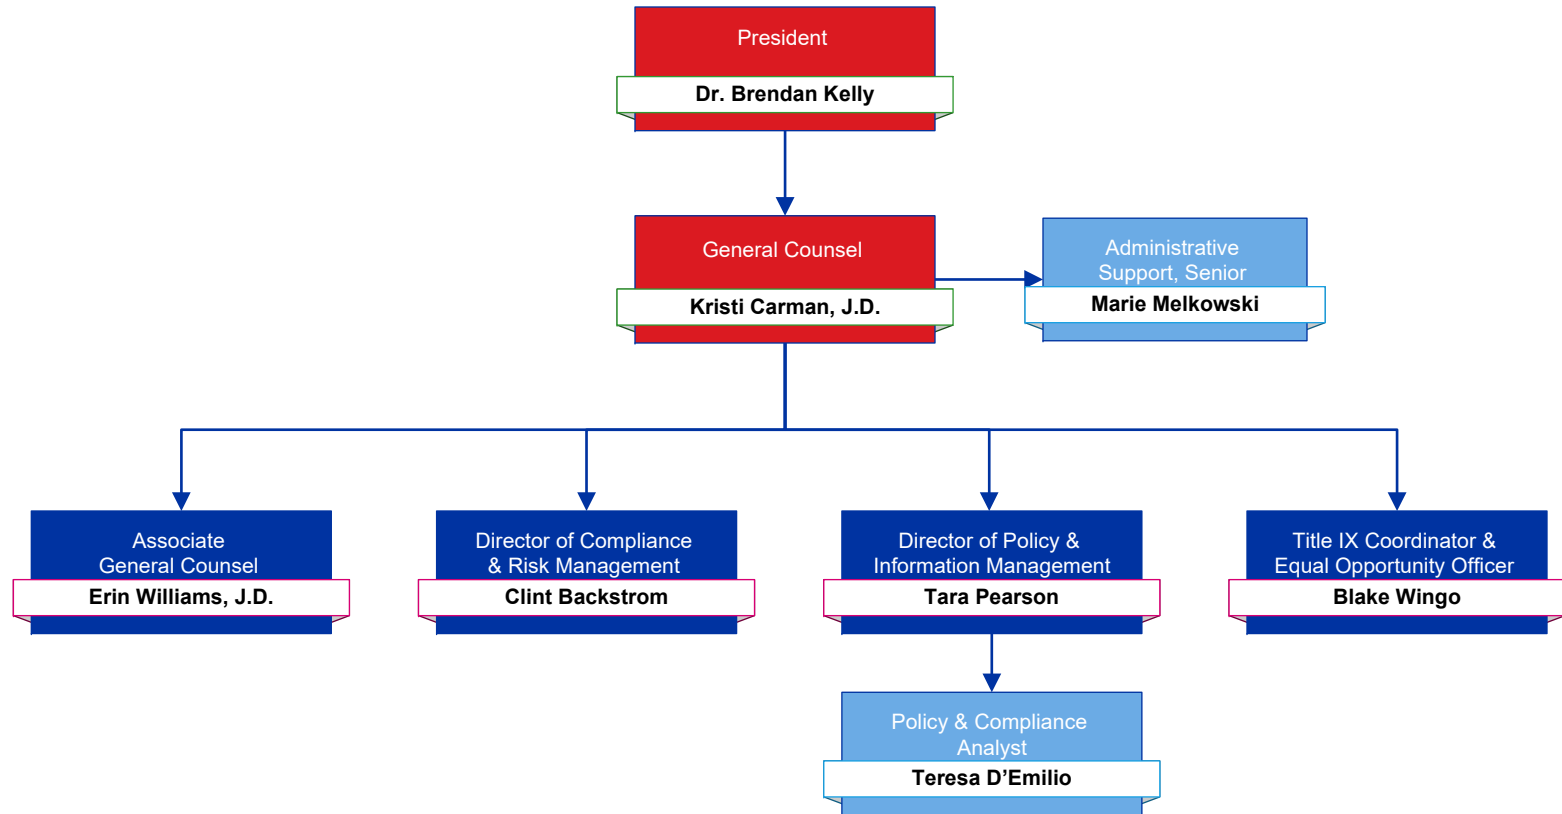 President
Dr. Brendan Kelly
General Counsel
Kristi Carman, J.D.
Administrative
Support, Senior
Marie Melkowski
Associate
General Counsel
Erin Williams, J.D.
Director of Compliance
& Risk Management
Clint Backstrom
Director of Policy &
Information Management
Tara Pearson
Title IX Coordinator &
Equal Opportunity Officer
Blake Wingo
Policy & Compliance
Analyst
Teresa D’Emilio